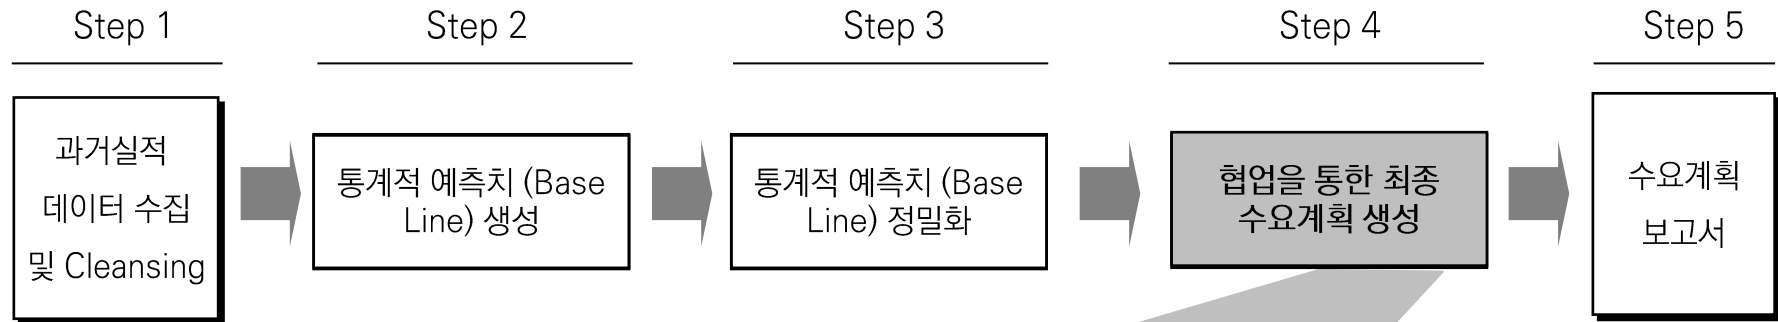 Step 1
Step 2
Step 3
Step 4
Step 5
과거실적
데이터 수집
및 Cleansing
통계적 예측치 (Base
Line) 생성
통계적 예측치 (Base
Line) 정밀화
협업을 통한 최종
수요계획 생성
수요계획
보고서